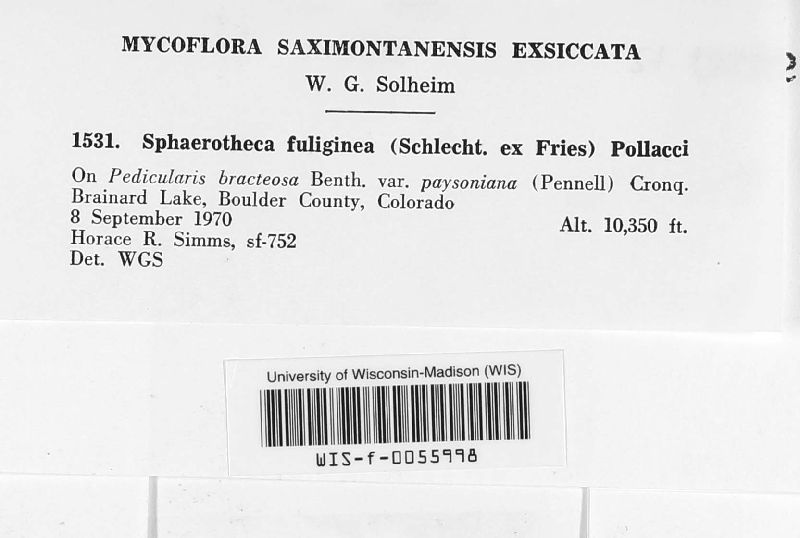 MYCOFLORA SAXIMONTANENSIS EXSICCATA
W. G. Solheim
1531. Sphaerotheca fuliginea (Schlecht. ex Fries) Pollacci
On Pedicularis bracteosa Benth. var. paysoniana (Pennell) Cronq.
Brainard Lake, Boulder County, Colorado
8 September 1970 Alt. 10,350 ft.
Horace R. Simms, sf-752
Det. WGS
University of Wisconsin-Madison (WIS)
WIS-f-0055998